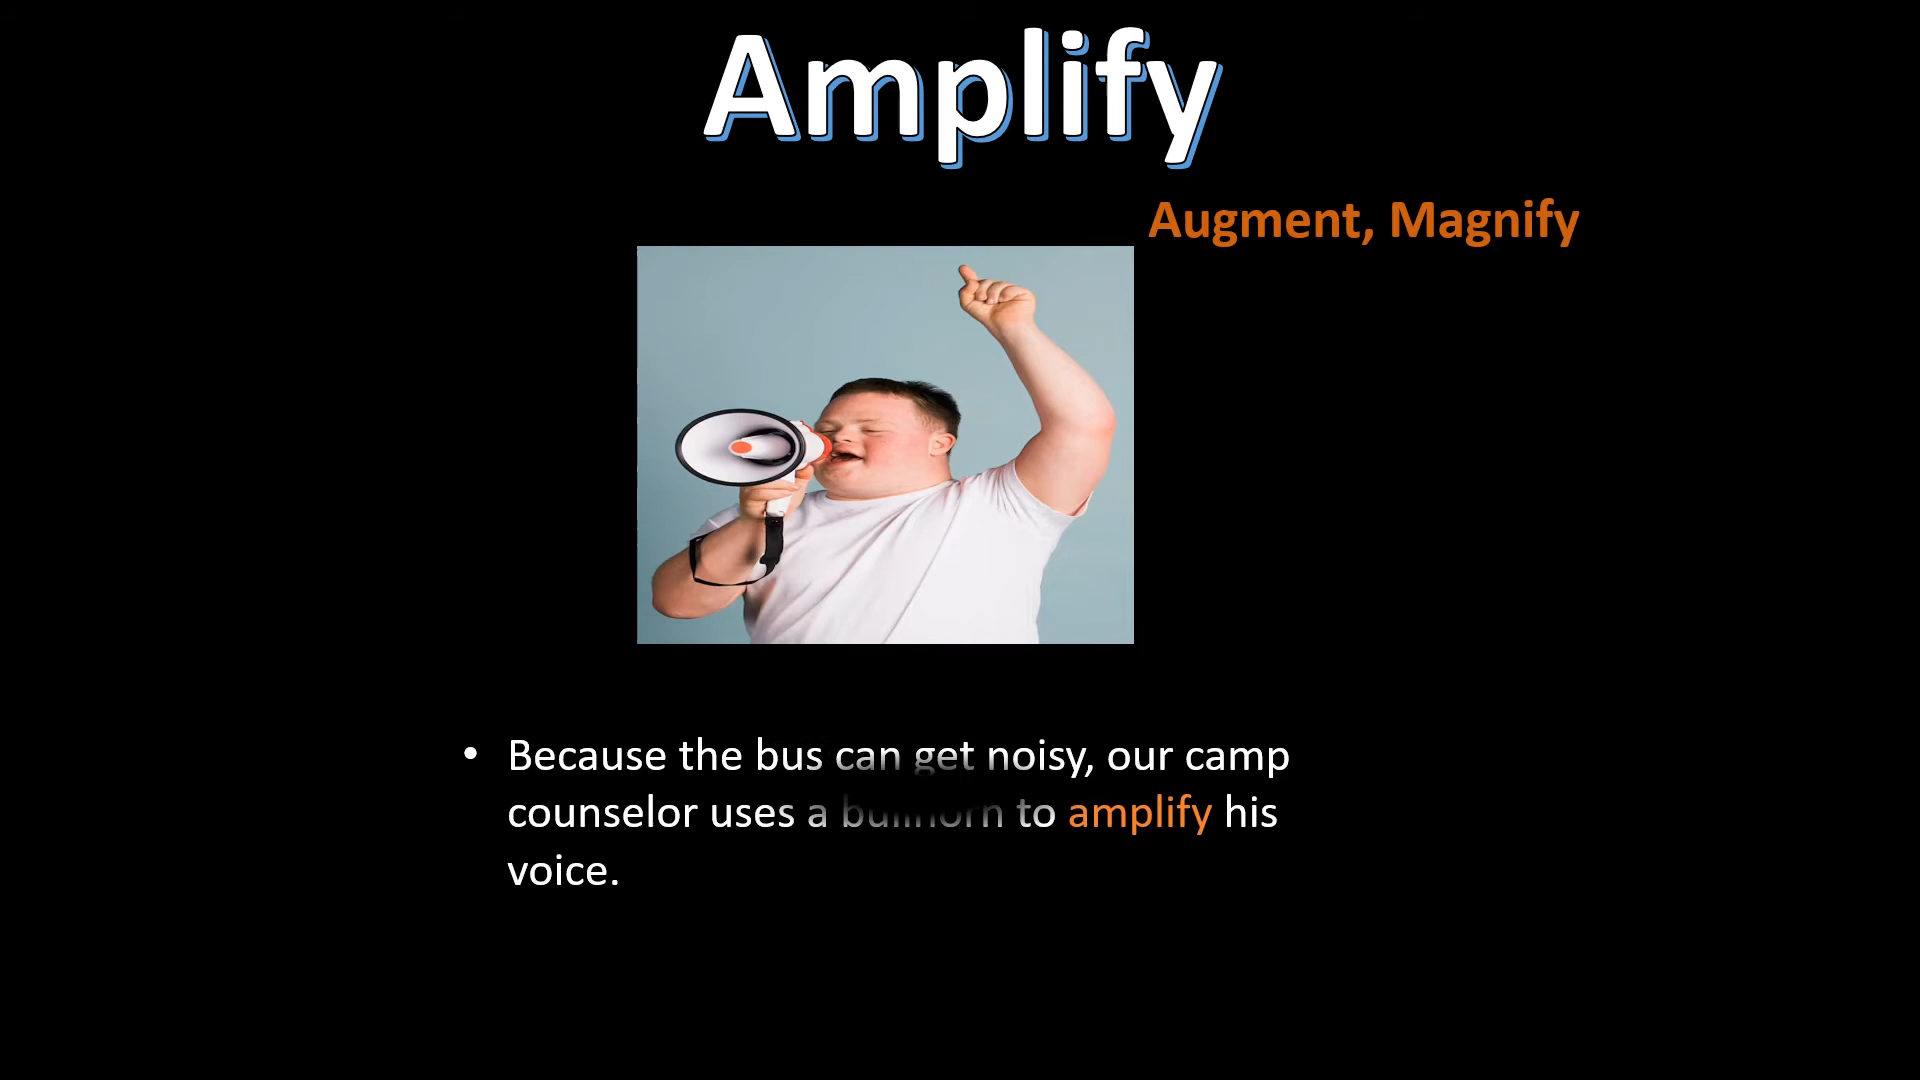 Amplify
Augment, Magnify
• Because the bus can get noisy, our camp
counselor uses a bullhorn to amplify his
voice.